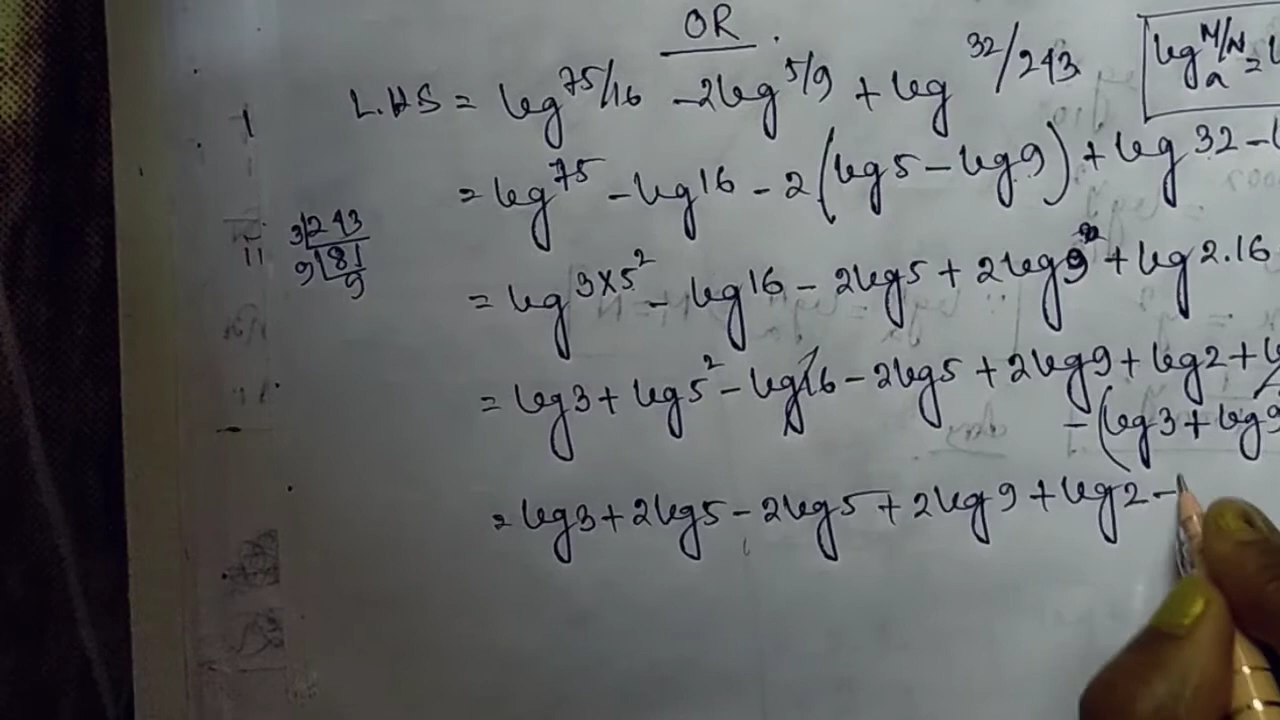 OR
L.H.S = log 75/16 - 2log 5/9 + log 32/243
log a M/N =
= log 75 - log 16 - 2(log 5 - log 9) + log 32 -
3|243
9|81
9
= log 3×5² - log 16 - 2log 5 + 2log 9 + log 2.16
= log 3 + log 5² - log 16 - 2log 5 + 2log 9 + log 2 +
- (log 3 + log 9
= log 3 + 2log 5 - 2log 5 + 2log 9 + log 2 -